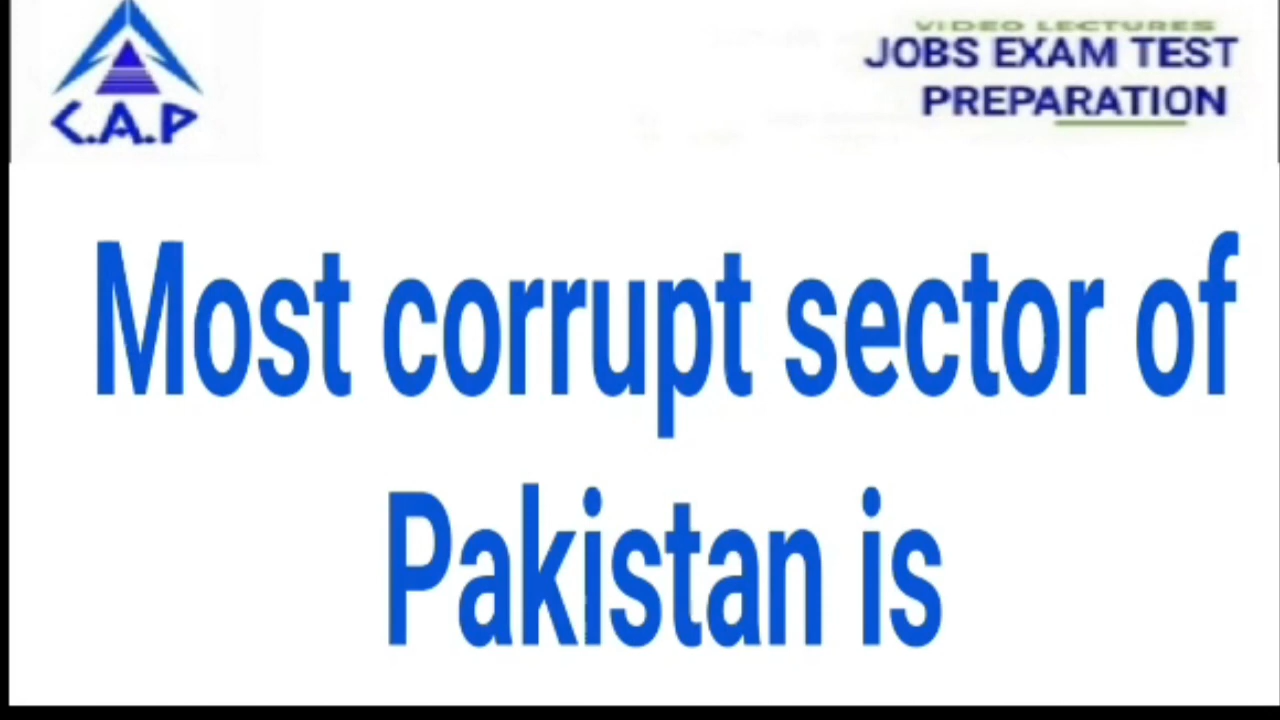 C.A.P
VIDEO LECTURES
JOBS EXAM TEST
PREPARATION
Most corrupt sector of
Pakistan is